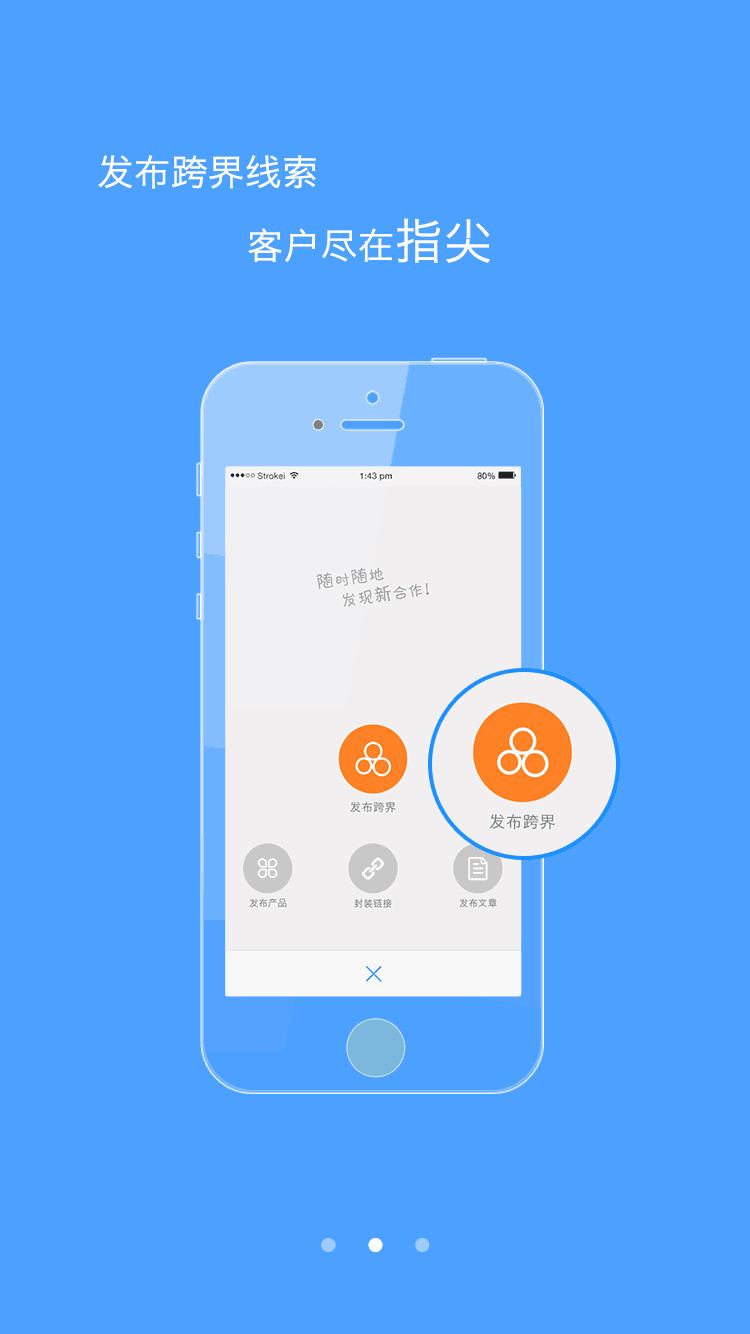 发布跨界线索
客户尽在指尖
Strokei
1:43 pm
80%
随时随地
发现新合作!
发布跨界
发布跨界
发布产品
封装链接
发布文章